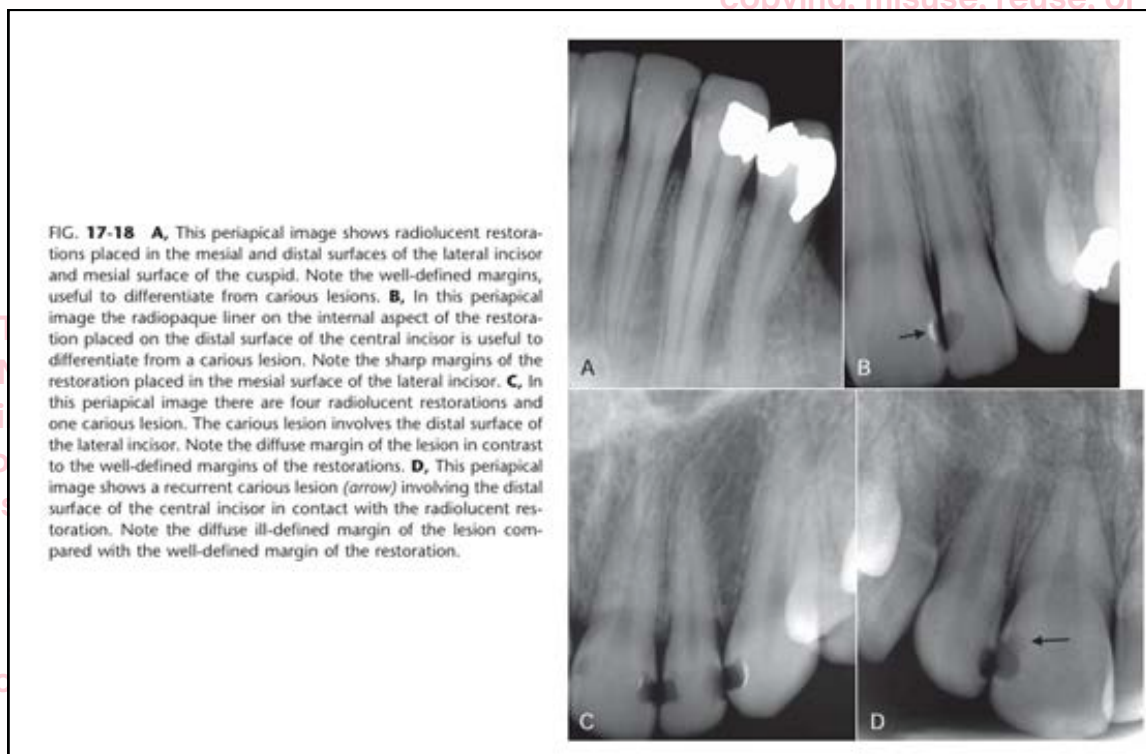 copying, misuse, reuse, or
FIG. 17-18 A, This periapical image shows radiolucent restora-
tions placed in the mesial and distal surfaces of the lateral incisor
and mesial surface of the cuspid. Note the well-defined margins,
useful to differentiate from carious lesions. B, In this periapical
image the radiopaque liner on the internal aspect of the restora-
tion placed on the distal surface of the central incisor is useful to
differentiate from a carious lesion. Note the sharp margins of the
restoration placed in the mesial surface of the lateral incisor. C, In
this periapical image there are four radiolucent restorations and
one carious lesion. The carious lesion involves the distal surface of
the lateral incisor. Note the diffuse margin of the lesion in contrast
to the well-defined margins of the restorations. D, This periapical
image shows a recurrent carious lesion (arrow) involving the distal
surface of the central incisor in contact with the radiolucent res-
toration. Note the diffuse ill-defined margin of the lesion com-
pared with the well-defined margin of the restoration.
A
B
C
D